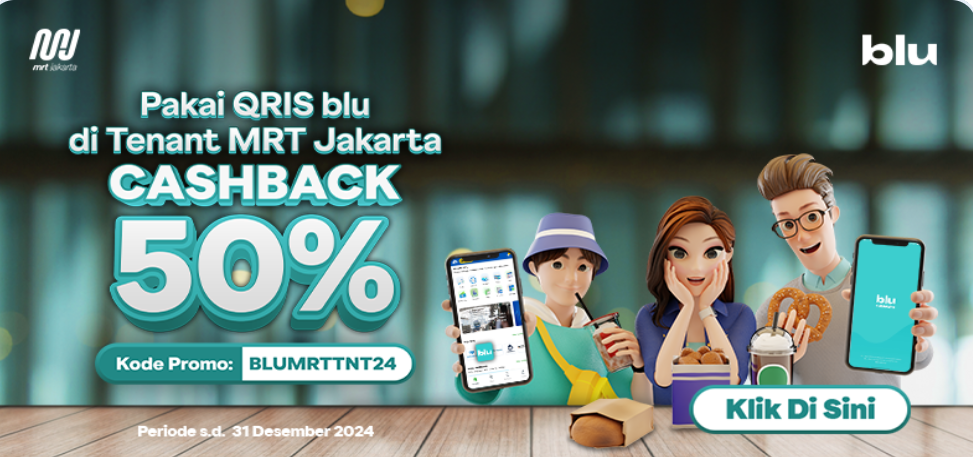 mrt jakarta
blu
Pakai QRIS blu
di Tenant MRT Jakarta
CASHBACK
50%
Kode Promo: BLUMRTTNT24
blu
blu
Klik Di Sini
Periode s.d. 31 Desember 2024